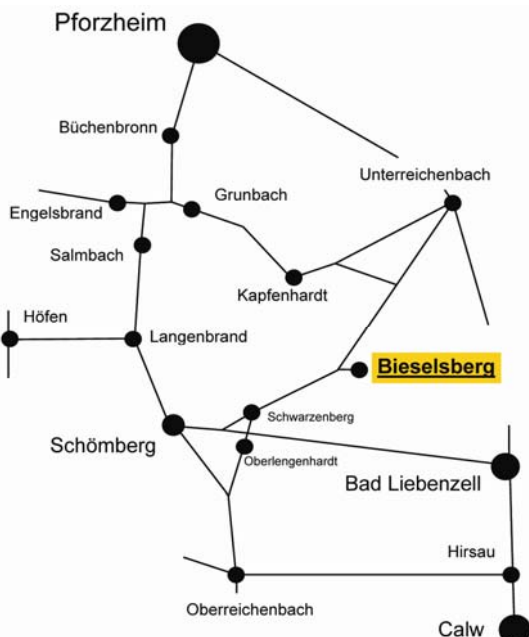 Pforzheim
Büchenbronn
Unterreichenbach
Grunbach
Engelsbrand
Salmbach
Kapfenhardt
Höfen
Langenbrand
Bieselsberg
Schwarzenberg
Schömberg
Oberlengenhardt
Bad Liebenzell
Hirsau
Oberreichenbach
Calw